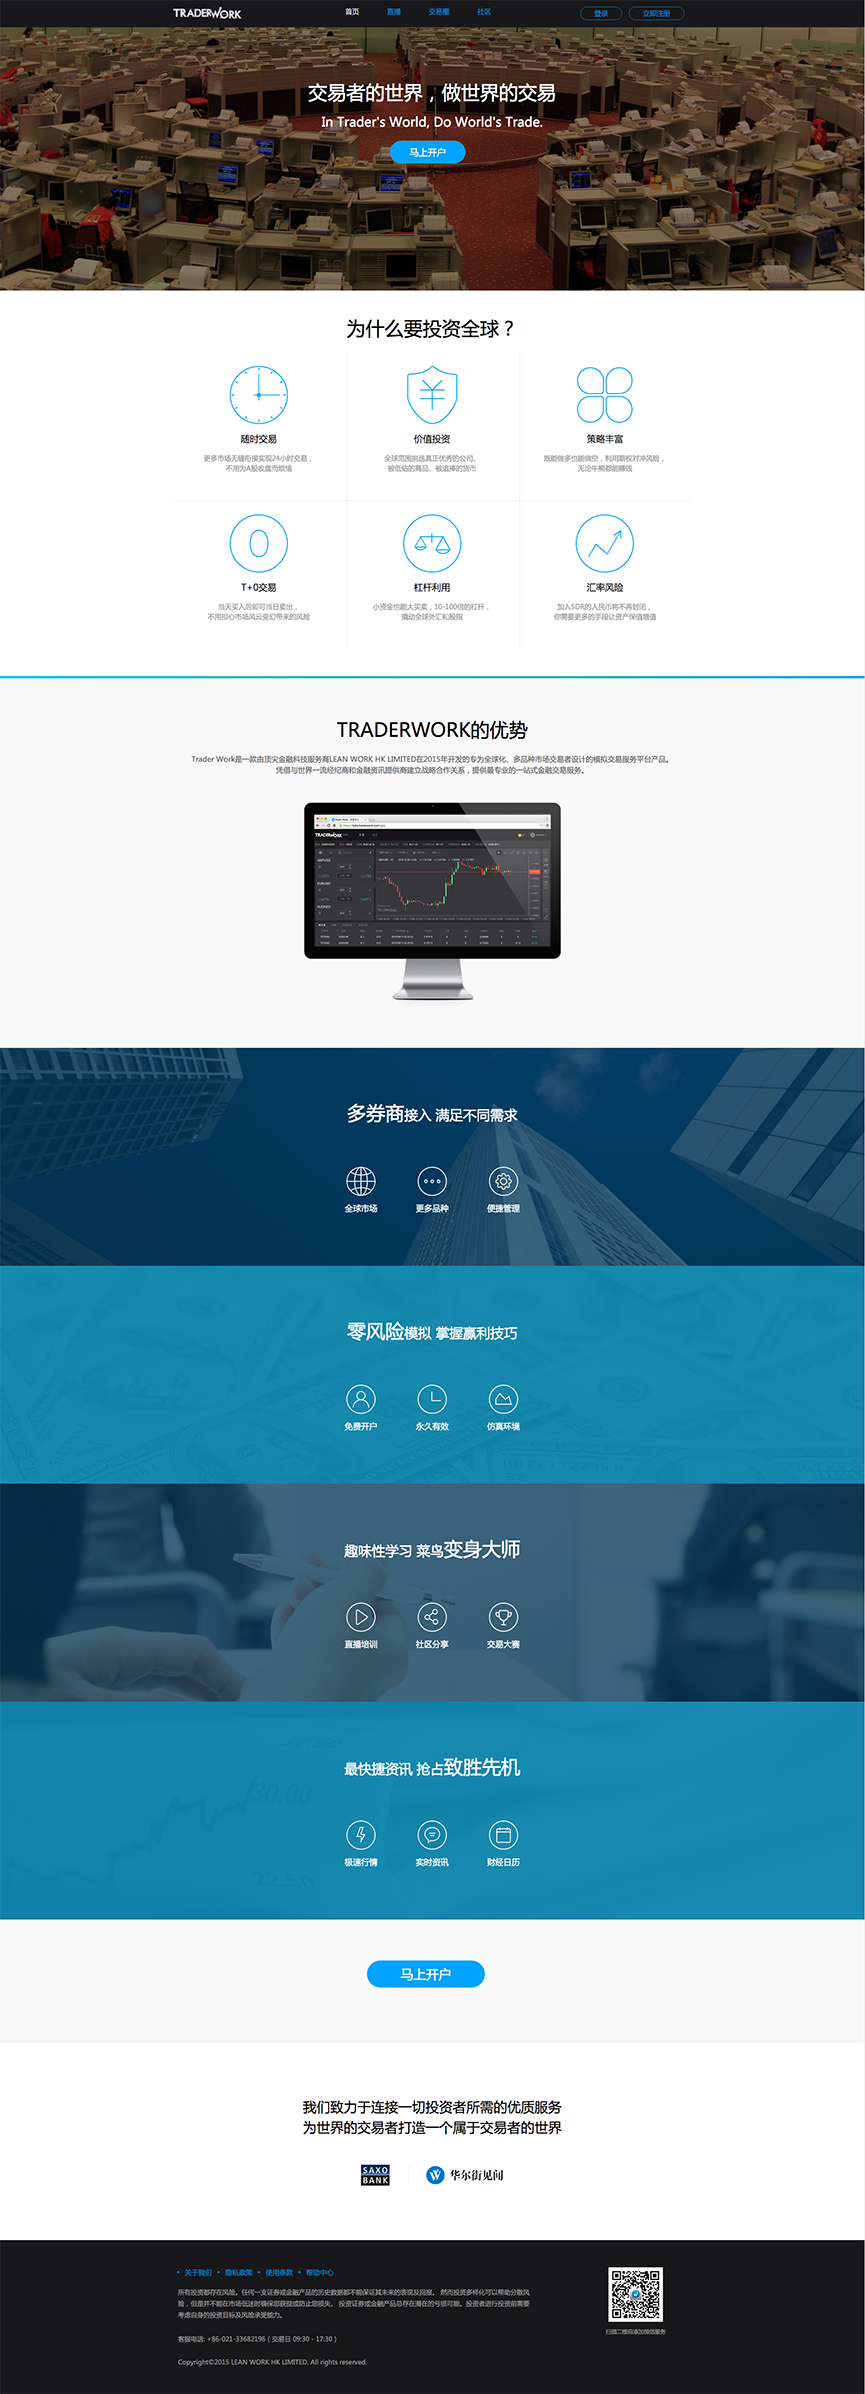 TRADERWORK 首页 直播 交易圈 社区 登录 立即注册
交易者的世界，做世界的交易
In Trader's World, Do World's Trade.
马上开户
为什么要投资全球？
随时交易 价值投资 策略丰富
更多市场无缝衔接实现24小时交易， 全球范围挑选真正优秀的公司, 既能做多也能做空，利用期权对冲风险，
不用为A股收盘而烦恼 被低估的商品、被追捧的货币 无论牛熊都能赚钱
T+0交易 杠杆利用 汇率风险
当天买入后即可当日卖出， 小资金也能大买卖，10-100倍的杠杆， 加入SDR的人民币将不再封闭，
不用担心市场风云变幻带来的风险 撬动全球外汇和股指 你需要更多的手段让资产保值增值
TRADERWORK的优势
Trader Work是一款由顶尖金融科技服务商LEAN WORK HK LIMITED在2015年开发的专为全球化、多品种市场交易者设计的模拟交易服务平台产品。
凭借与世界一流经纪商和金融资讯提供商建立战略合作关系，提供最专业的一站式金融交易服务。
TRADERWORK
多券商接入 满足不同需求
全球市场 更多品种 便捷管理
零风险模拟 掌握赢利技巧
免费开户 永久有效 仿真环境
趣味性学习 菜鸟变身大师
直播培训 社区分享 交易大赛
最快捷资讯 抢占致胜先机
极速行情 实时资讯 财经日历
马上开户
我们致力于连接一切投资者所需的优质服务
为世界的交易者打造一个属于交易者的世界
SAXO
BANK
华尔街见闻
• 关于我们 • 隐私政策 • 使用条款 • 帮助中心
所有投资都存在风险。任何一支证券或金融产品的历史数据都不能保证其未来的表现及回报。 然而投资多样化可以帮助分散风
险，但是并不能在市场低迷时确保您获益或防止您损失。 投资证券或金融产品总存在潜在的亏损可能。投资者进行投资前需要
考虑自身的投资目标及风险承受能力。
扫描二维码添加微信服务
客服电话: +86-021-33682196 ( 交易日 09:30 - 17:30 )
Copyright©2015 LEAN WORK HK LIMITED. All rights reserved.